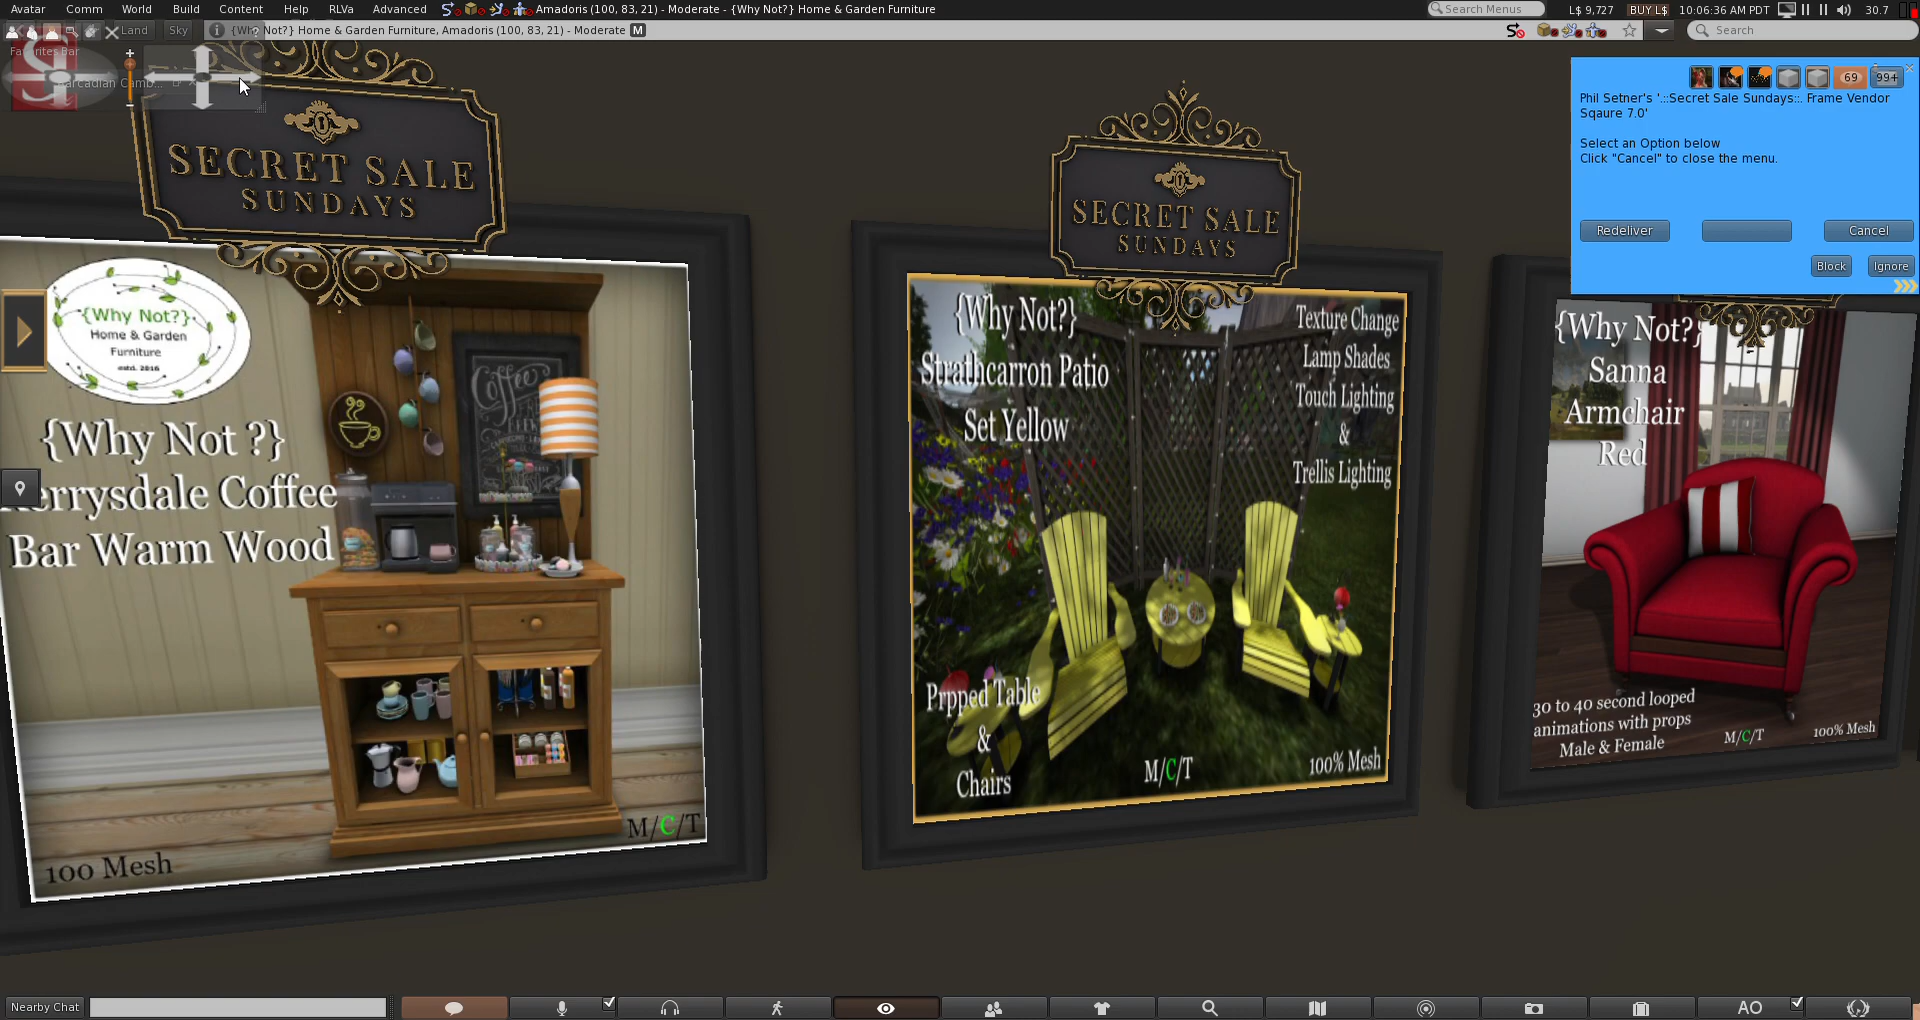 Avatar Comm World Build Content Help RLVa Advanced Amadoris (100, 83, 21) - Moderate - {Why Not?} Home & Garden Furniture
Search Menus
L$ 9,727 BUY L$ 10:06:36 AM PDT 30.7
Land Sky {Why Not?} Home & Garden Furniture, Amadoris (100, 83, 21) - Moderate M
Search
Favorites Bar
69 99+
Phil Setner's '.::Secret Sale Sundays::. Frame Vendor
Sqaure 7.0'
Select an Option below
Click "Cancel" to close the menu.
Redeliver Cancel
Block Ignore
SECRET SALE
SUNDAYS
{Why Not?}
Home & Garden
Furniture
estd. 2016
{Why Not ?}
errysdale Coffee
Bar Warm Wood
Coffee
100 Mesh
M/C/T
SECRET SALE
SUNDAYS
{Why Not?}
Strathcarron Patio
Set Yellow
Texture Change
Lamp Shades
Touch Lighting
&
Trellis Lighting
Prpped Table
&
Chairs
M/C/T
100% Mesh
{Why Not?}
Sanna
Armchair
Red
30 to 40 second looped
animations with props
Male & Female
M/C/T
100% Mesh
Nearby Chat
AO